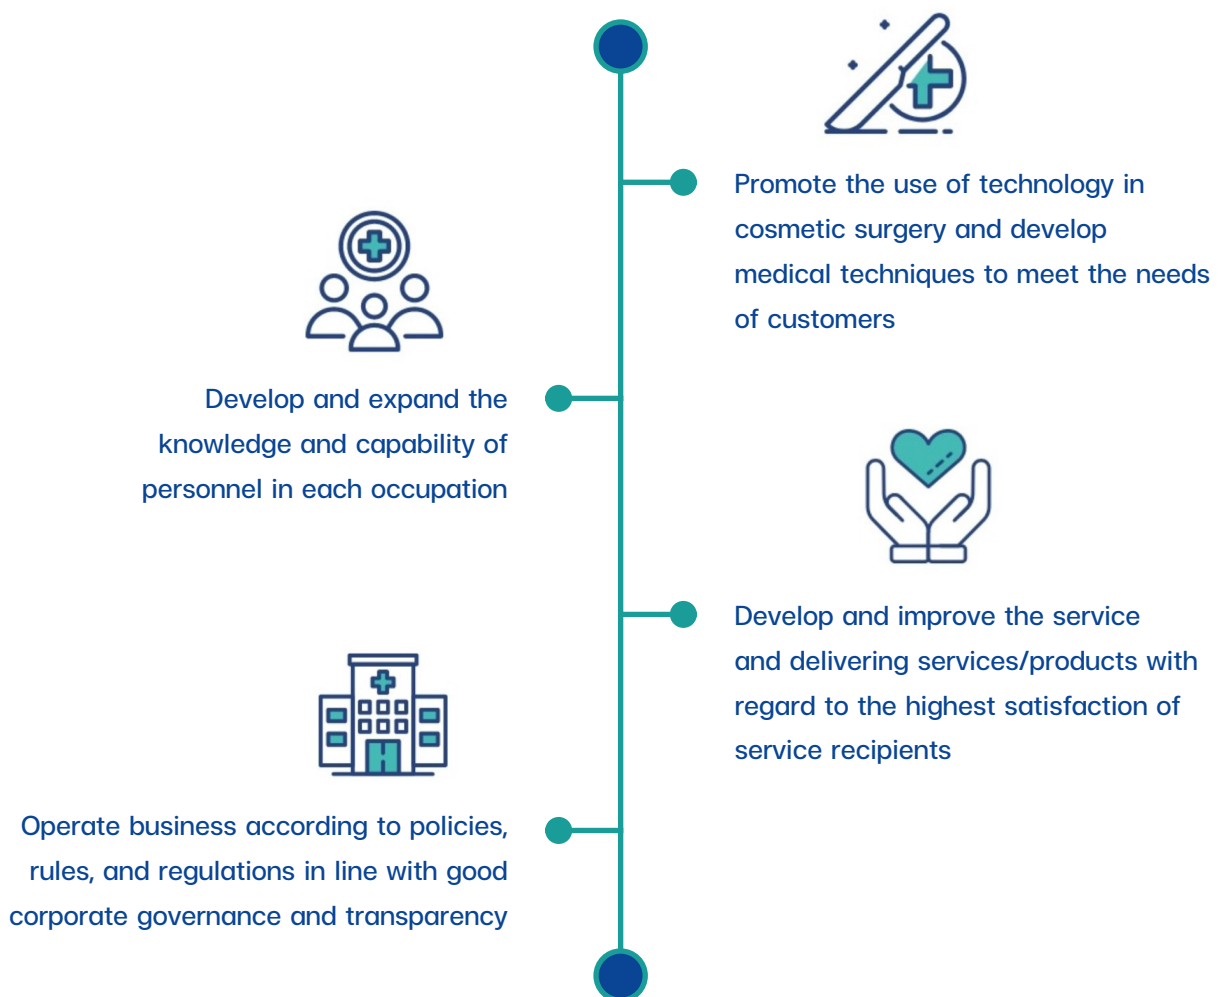 Promote the use of technology in
cosmetic surgery and develop
medical techniques to meet the needs
of customers
Develop and expand the
knowledge and capability of
personnel in each occupation
Develop and improve the service
and delivering services/products with
regard to the highest satisfaction of
service recipients
Operate business according to policies,
rules, and regulations in line with good
corporate governance and transparency